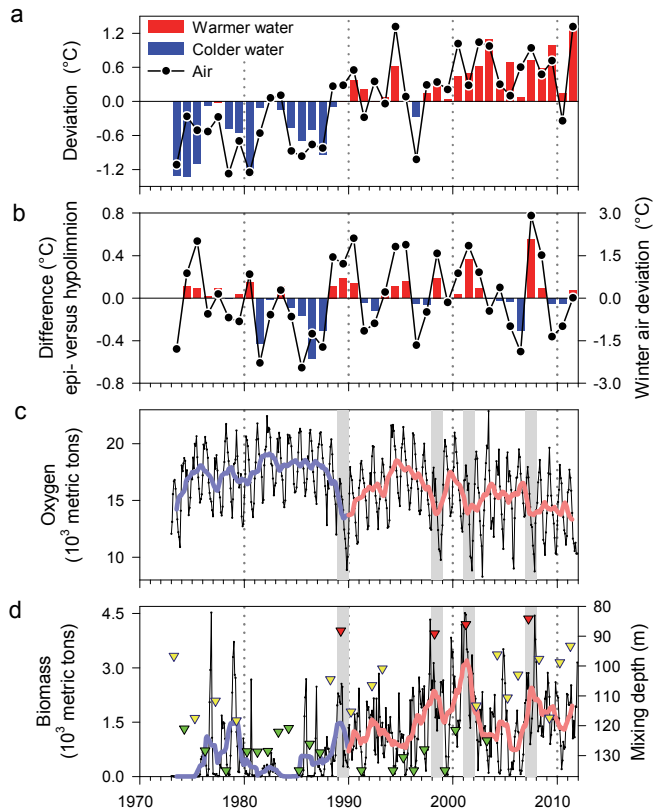 a
Warmer water
Colder water
Air
Deviation (°C)
1.2
0.6
0.0
-0.6
-1.2
b
Difference (°C)
epi- versus hypolimnion
0.8
0.4
0.0
-0.4
-0.8
3.0
1.5
0.0
-1.5
-3.0
Winter air deviation (°C)
c
Oxygen
(10³ metric tons)
20
15
10
d
Biomass
(10³ metric tons)
4.5
3.0
1.5
0.0
80
90
100
110
120
130
Mixing depth (m)
1970 1980 1990 2000 2010